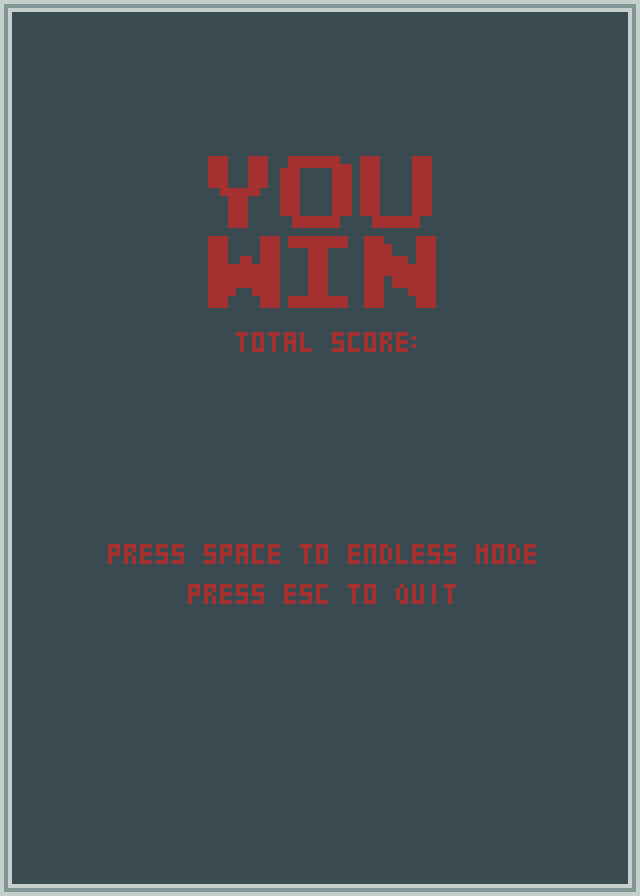 YOU
WIN
TOTAL SCORE:
PRESS SPACE TO ENDLESS MODE
PRESS ESC TO QUIT